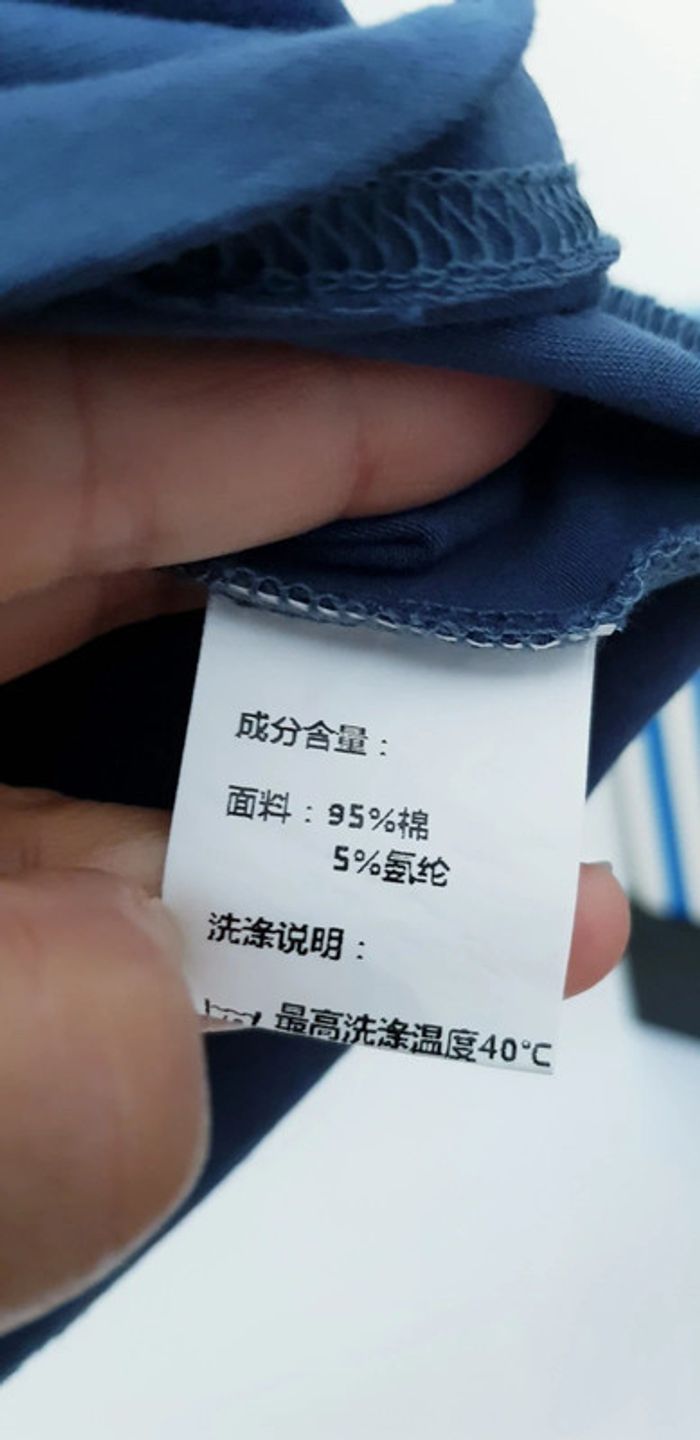 成分含量：
面料：95%棉
5%氨纶
洗涤说明：
最高洗涤温度40℃